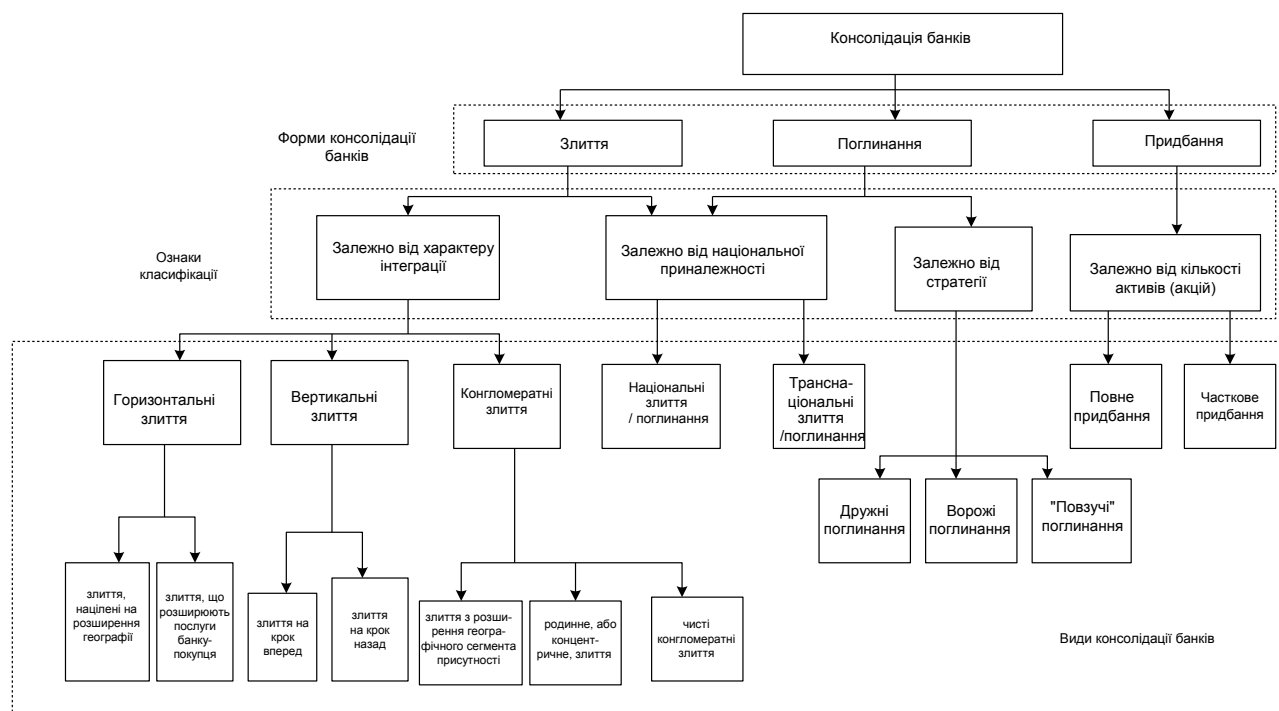 Консолідація банків
Форми консолідації
банків
Злиття
Поглинання
Придбання
Ознаки
класифікації
Залежно від характеру
інтеграції
Залежно від національної
приналежності
Залежно від
стратегії
Залежно від кількості
активів (акцій)
Горизонтальні
злиття
Вертикальні
злиття
Конгломератні
злиття
Національні
злиття
/ поглинання
Трансна-
ціональні
злиття
/поглинання
Повне
придбання
Часткове
придбання
Дружні
поглинання
Ворожі
поглинання
"Повзучі"
поглинання
злиття,
націлені на
розширення
географії
злиття, що
розширюють
послуги
банку-
покупця
злиття на
крок
вперед
злиття
на крок
назад
злиття з розши-
рення геогра-
фічного сегмента
присутності
родинне, або
концент-
ричне, злиття
чисті
конгломератні
злиття
Види консолідації банків